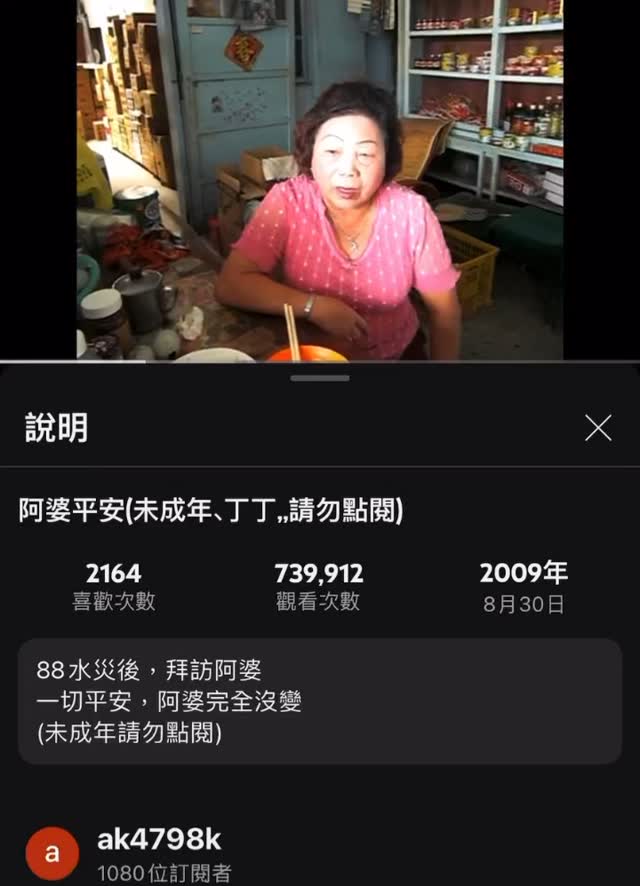 說明
阿婆平安(未成年、丁丁,,,請勿點閱)
2164
喜歡次數
739,912
觀看次數
2009年
8月30日
88水災後，拜訪阿婆
一切平安，阿婆完全沒變
(未成年請勿點閱)
a
ak4798k
1080位訂閱者